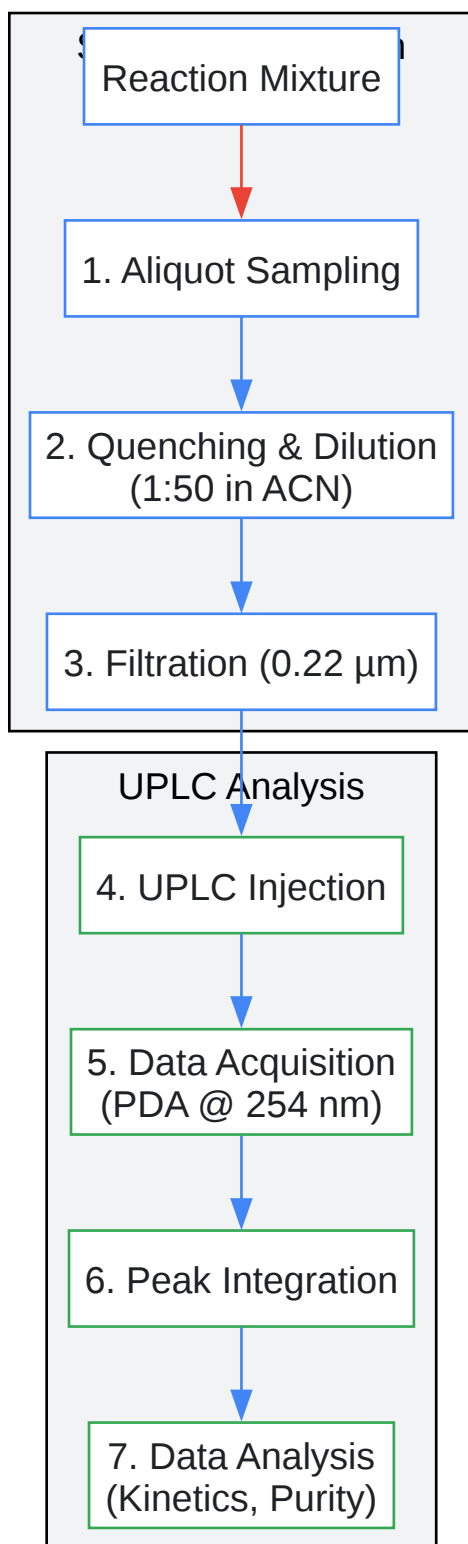 Reaction Mixture
1. Aliquot Sampling
2. Quenching & Dilution
(1:50 in ACN)
3. Filtration (0.22 µm)
UPLC Analysis
4. UPLC Injection
5. Data Acquisition
(PDA @ 254 nm)
6. Peak Integration
7. Data Analysis
(Kinetics, Purity)